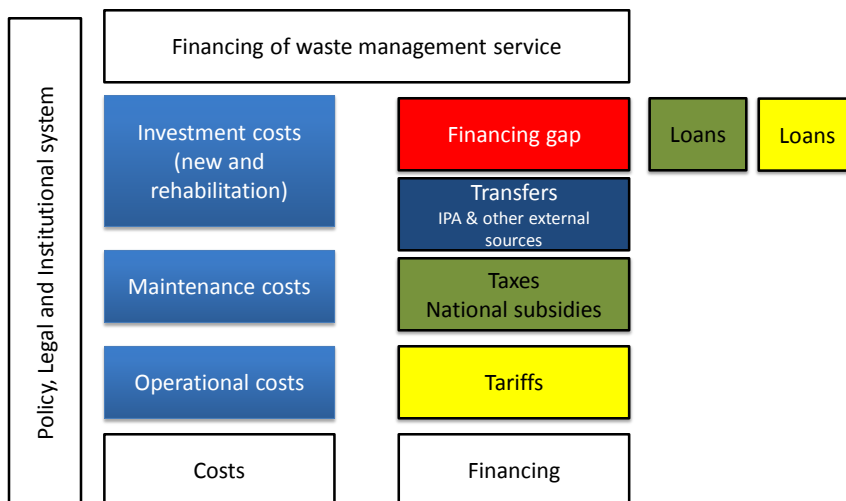 Policy, Legal and Institutional system
Financing of waste management service
Investment costs
(new and
rehabilitation)
Financing gap
Loans
Loans
Transfers
IPA & other external
sources
Maintenance costs
Taxes
National subsidies
Operational costs
Tariffs
Costs
Financing